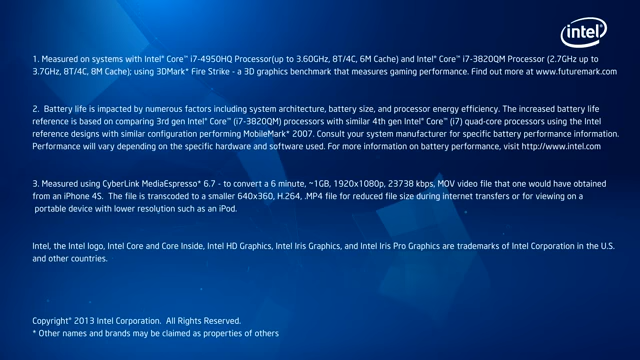 intel
1. Measured on systems with Intel® Core™ i7-4950HQ Processor(up to 3.60GHz, 8T/4C, 6M Cache) and Intel® Core™ i7-3820QM Processor (2.7GHz up to
3.7GHz, 8T/4C, 8M Cache); using 3DMark* Fire Strike - a 3D graphics benchmark that measures gaming performance. Find out more at www.futuremark.com
2. Battery life is impacted by numerous factors including system architecture, battery size, and processor energy efficiency. The increased battery life
reference is based on comparing 3rd gen Intel® Core™ (i7-3820QM) processors with similar 4th gen Intel® Core™ (i7) quad-core processors using the Intel
reference designs with similar configuration performing MobileMark* 2007. Consult your system manufacturer for specific battery performance information.
Performance will vary depending on the specific hardware and software used. For more information on battery performance, visit http://www.intel.com
3. Measured using CyberLink MediaEspresso* 6.7 - to convert a 6 minute, ~1GB, 1920x1080p, 23738 kbps, MOV video file that one would have obtained
from an iPhone 4S. The file is transcoded to a smaller 640x360, H.264, .MP4 file for reduced file size during internet transfers or for viewing on a
portable device with lower resolution such as an iPod.
Intel, the Intel logo, Intel Core and Core Inside, Intel HD Graphics, Intel Iris Graphics, and Intel Iris Pro Graphics are trademarks of Intel Corporation in the U.S.
and other countries.
Copyright® 2013 Intel Corporation. All Rights Reserved.
* Other names and brands may be claimed as properties of others